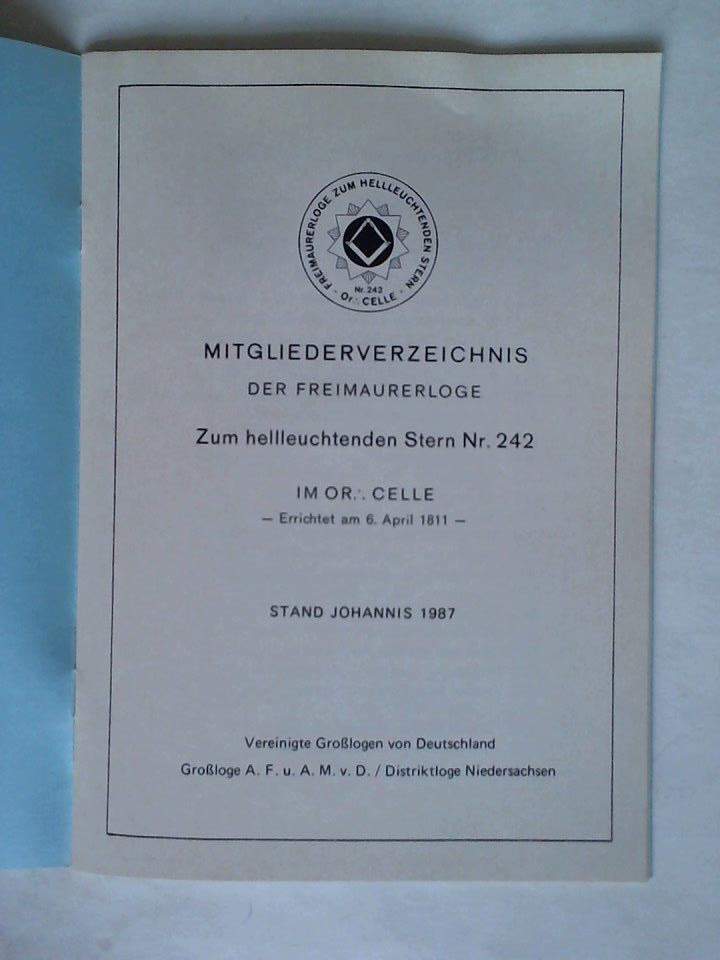 FREIMAURERLOGE ZUM HELLLEUCHTENDEN STERN
Nr. 242
- Or∴ CELLE -
MITGLIEDERVERZEICHNIS
DER FREIMAURERLOGE
Zum hellleuchtenden Stern Nr. 242
IM OR.∴ CELLE
— Errichtet am 6. April 1811 —
STAND JOHANNIS 1987
Vereinigte Großlogen von Deutschland
Großloge A. F. u. A. M. v. D. / Distriktloge Niedersachsen